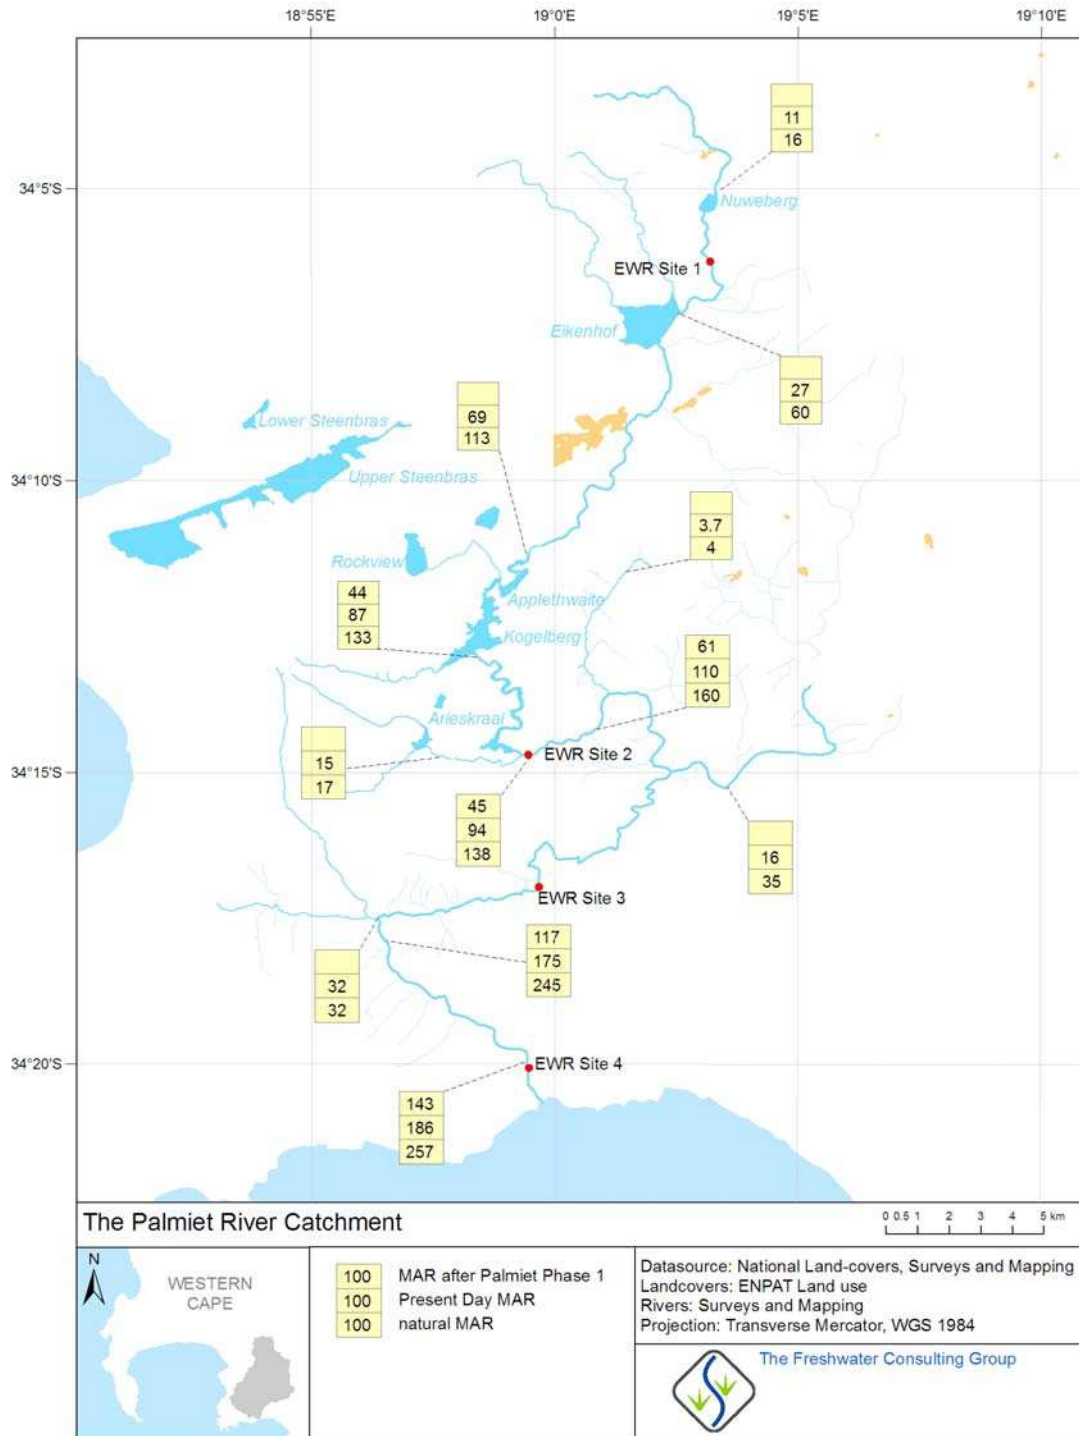 18°55'E 19°0'E 19°5'E 19°10'E
11
16
34°5'S
Nuweberg
EWR Site 1
Eikenhof
27
60
69
113
Lower Steenbras
34°10'S
Upper Steenbras
3.7
4
Rockview
44
87
133
Applethwaite
Kogelberg
61
110
160
Arieskraal
15
17
EWR Site 2
34°15'S
45
94
138
16
35
EWR Site 3
117
175
245
32
32
34°20'S
EWR Site 4
143
186
257
The Palmiet River Catchment
0 0.5 1 2 3 4 5 km
N
WESTERN
CAPE
100 MAR after Palmiet Phase 1
100 Present Day MAR
100 natural MAR
Datasource: National Land-covers, Surveys and Mapping
Landcovers: ENPAT Land use
Rivers: Surveys and Mapping
Projection: Transverse Mercator, WGS 1984
The Freshwater Consulting Group